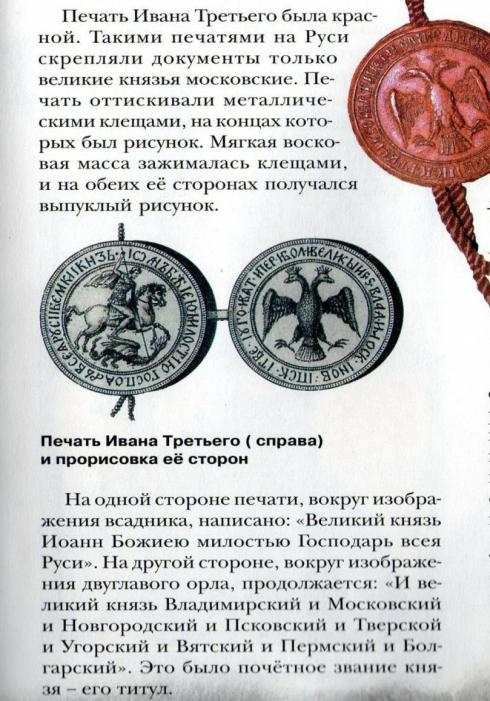 Печать Ивана Третьего была крас-
ной. Такими печатями на Руси
скрепляли документы только
великие князья московские. Пе-
чать оттискивали металличе-
скими клещами, на концах кото-
рых был рисунок. Мягкая воско-
вая масса зажималась клещами,
и на обеих её сторонах получался
выпуклый рисунок.
Печать Ивана Третьего ( справа)
и прорисовка её сторон
На одной стороне печати, вокруг изобра-
жения всадника, написано: «Великий князь
Иоанн Божиею милостью Господарь всея
Руси». На другой стороне, вокруг изображе-
ния двуглавого орла, продолжается: «И ве-
ликий князь Владимирский и Московский
и Новгородский и Псковский и Тверской
и Угорский и Вятский и Пермский и Бол-
гарский». Это было почётное звание кня-
зя – его титул.